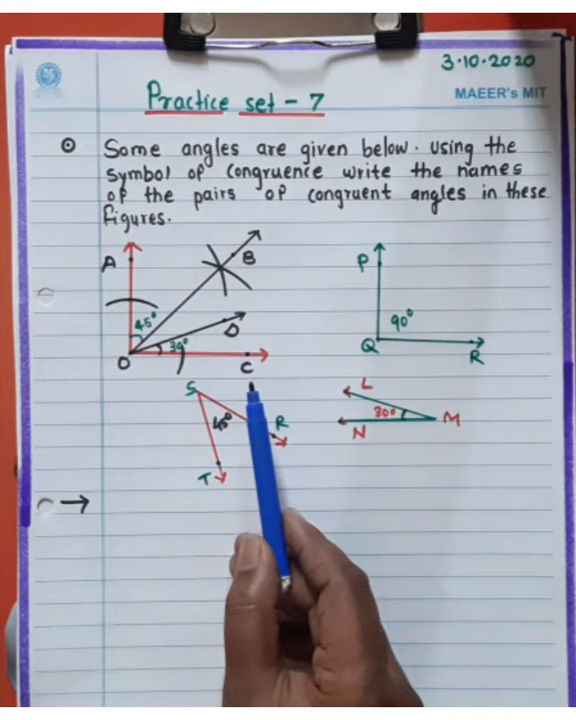 3.10.2020
Practice set - 7
MAEER's MIT
Some angles are given below. Using the
symbol of congruence write the names
of the pairs of congruent angles in these
figures.
A
B
45°
D
30°
O
C
P
90°
Q
R
S
45°
R
T
L
30°
N
M